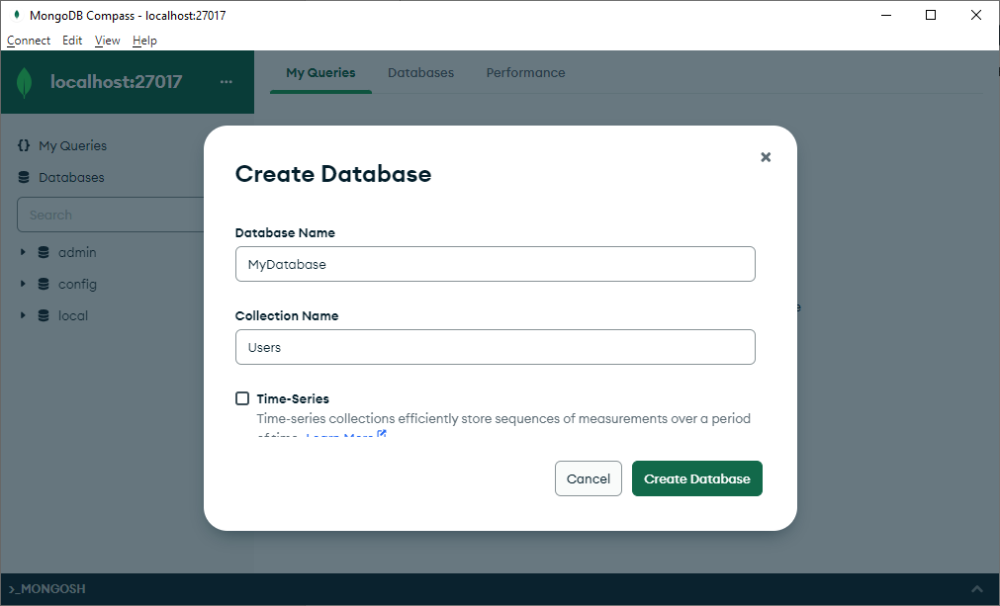 MongoDB Compass - localhost:27017
Connect Edit View Help
localhost:27017 ...
My Queries Databases Performance
{} My Queries
Databases
Search
admin
config
local
Create Database
Database Name
MyDatabase
Collection Name
Users
Time-Series
Time-series collections efficiently store sequences of measurements over a period
of time. Learn More
Cancel Create Database
>_MONGOSH